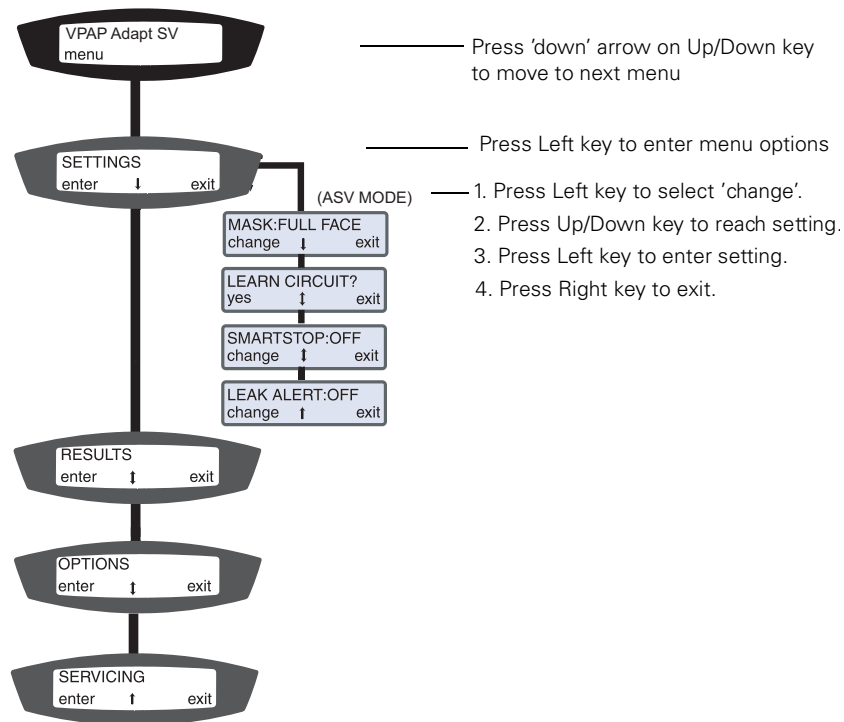 VPAP Adapt SV
menu
Press 'down' arrow on Up/Down key
to move to next menu
SETTINGS
enter ↓ exit
Press Left key to enter menu options
(ASV MODE)
1. Press Left key to select 'change'.
2. Press Up/Down key to reach setting.
3. Press Left key to enter setting.
4. Press Right key to exit.
MASK:FULL FACE
change ↓ exit
LEARN CIRCUIT?
yes ↕ exit
SMARTSTOP:OFF
change ↕ exit
LEAK ALERT:OFF
change ↑ exit
RESULTS
enter ↕ exit
OPTIONS
enter ↕ exit
SERVICING
enter ↑ exit